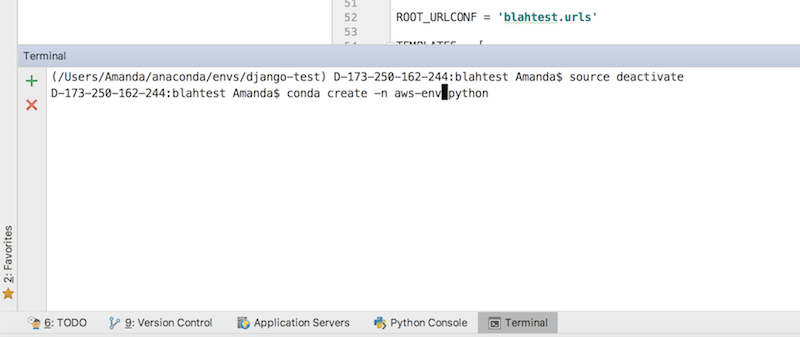 51
52 ROOT_URLCONF = 'blahtest.urls'
53
Terminal
(/Users/Amanda/anaconda/envs/django-test) D-173-250-162-244:blahtest Amanda$ source deactivate
D-173-250-162-244:blahtest Amanda$ conda create -n aws-env python
2: Favorites
6: TODO 9: Version Control Application Servers Python Console Terminal